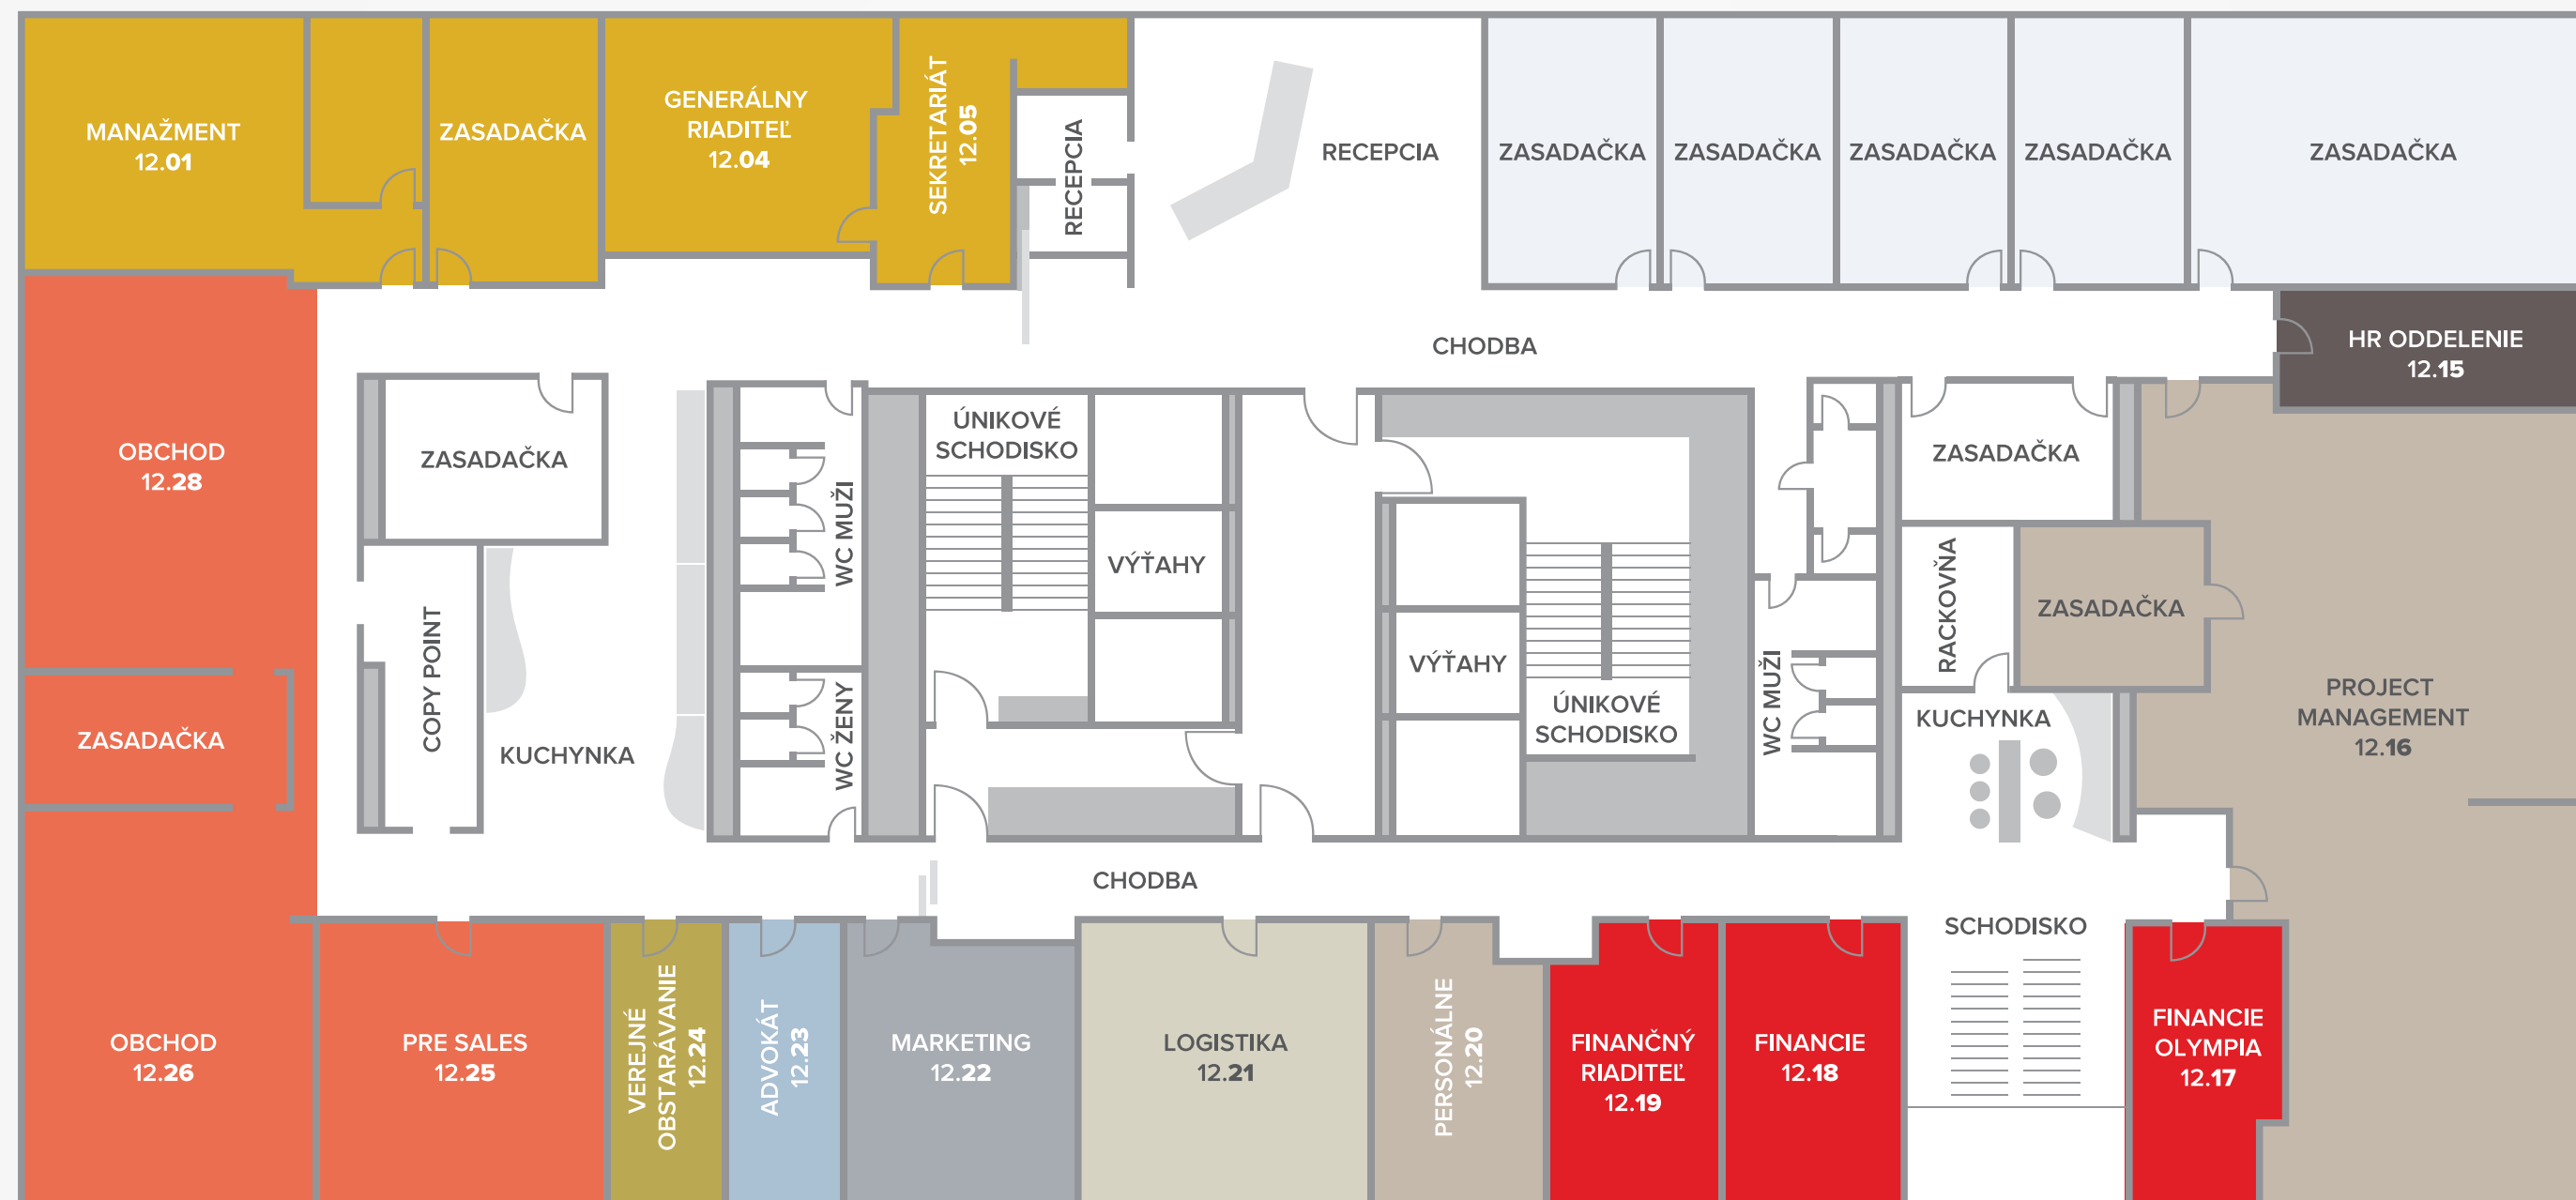 MANAŽMENT
12.01
ZASADAČKA
GENERÁLNY
RIADITEĽ
12.04
SEKRETARIÁT
12.05
RECEPCIA
RECEPCIA
ZASADAČKA
ZASADAČKA
ZASADAČKA
ZASADAČKA
ZASADAČKA
CHODBA
HR ODDELENIE
12.15
OBCHOD
12.28
ZASADAČKA
ÚNIKOVÉ
SCHODISKO
WC MUŽI
VÝŤAHY
ZASADAČKA
RACKOVŇA
ZASADAČKA
COPY POINT
ZASADAČKA
KUCHYNKA
WC ŽENY
VÝŤAHY
ÚNIKOVÉ
SCHODISKO
WC MUŽI
KUCHYNKA
PROJECT
MANAGEMENT
12.16
CHODBA
SCHODISKO
OBCHOD
12.26
PRE SALES
12.25
VEREJNÉ
OBSTARÁVANIE
12.24
ADVOKÁT
12.23
MARKETING
12.22
LOGISTIKA
12.21
PERSONÁLNE
12.20
FINANČNÝ
RIADITEĽ
12.19
FINANCIE
12.18
FINANCIE
OLYMPIA
12.17